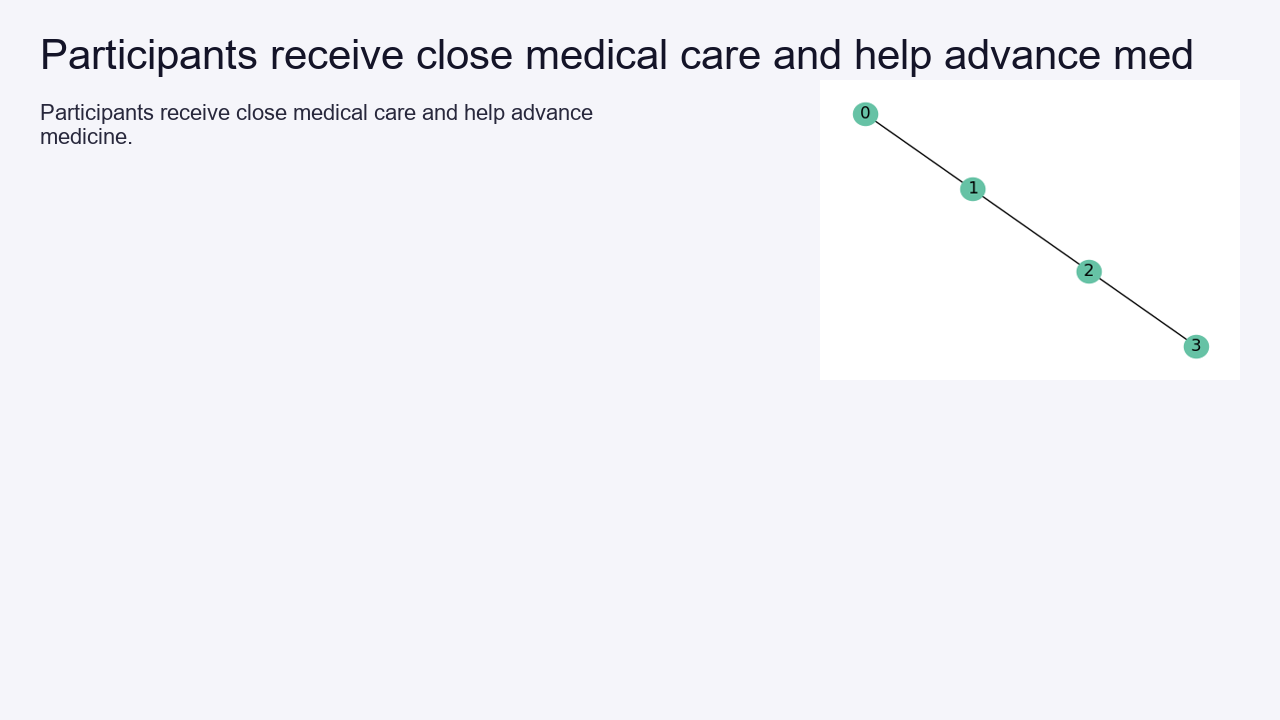 Participants receive close medical care and help advance med
Participants receive close medical care and help advance
medicine.
0
1
2
3